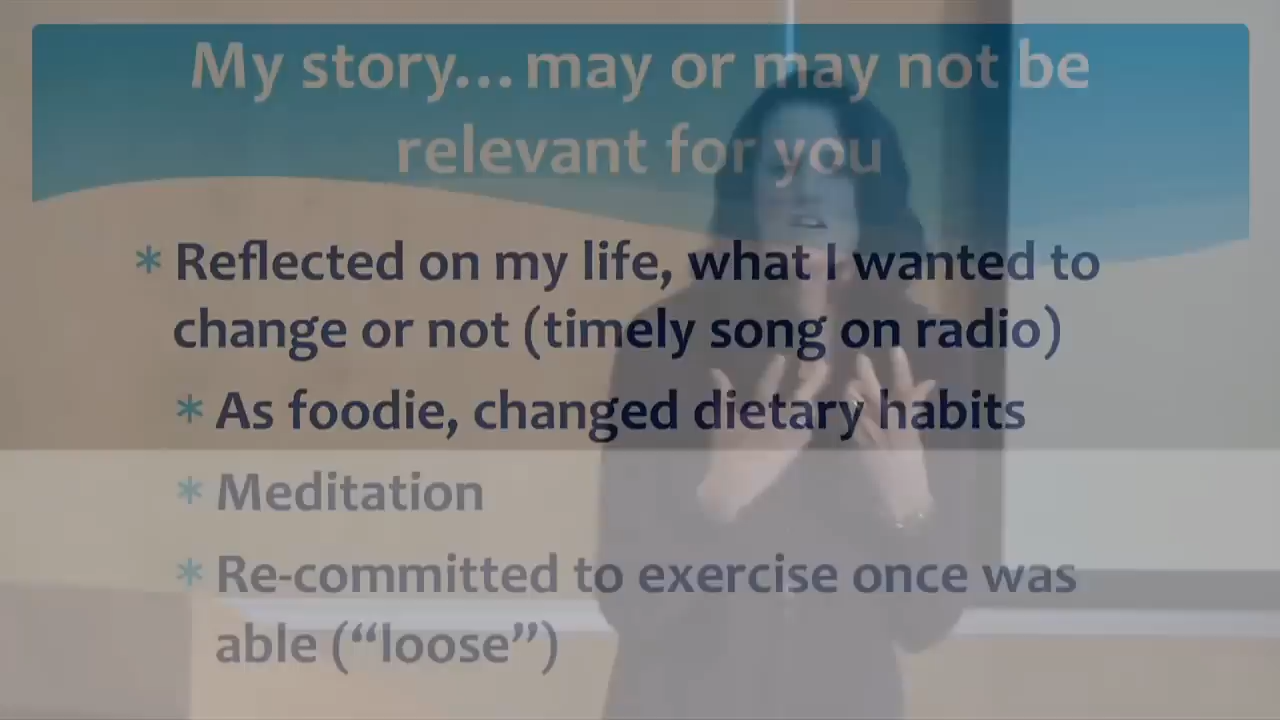 My story... may or may not be
relevant for you
* Reflected on my life, what I wanted to
change or not (timely song on radio)
* As foodie, changed dietary habits
* Meditation
* Re-committed to exercise once was
able (“loose”)